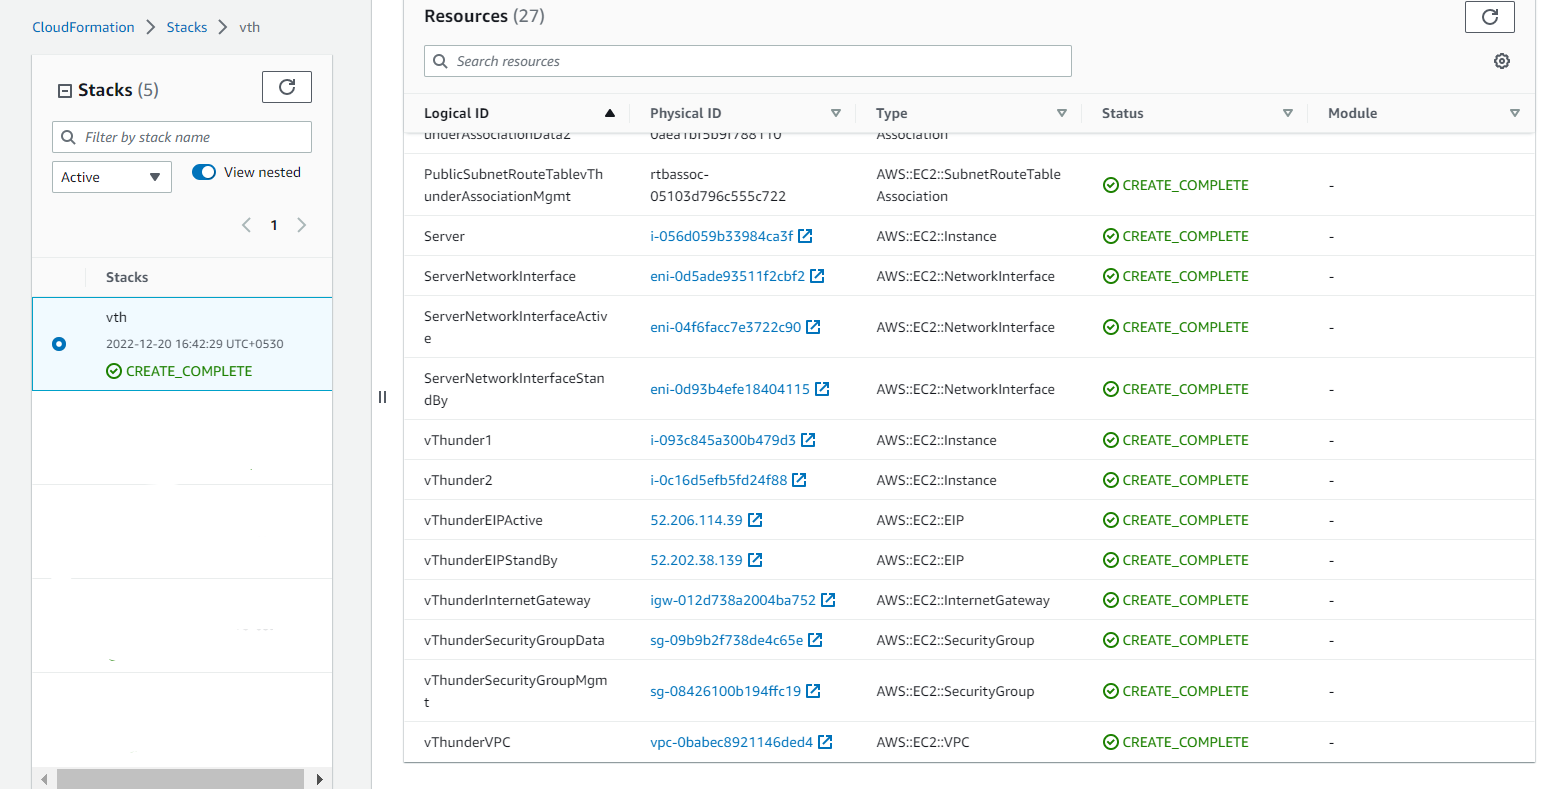 CloudFormation > Stacks > vth
Stacks (5)
Filter by stack name
Active
View nested
1
Stacks
vth
2022-12-20 16:42:29 UTC+0530
CREATE_COMPLETE
Resources (27)
Search resources
Logical ID Physical ID Type Status Module
underAssociationData2 0aea1bf5b9f788110 Association
PublicSubnetRouteTablevTh rtbassoc- AWS::EC2::SubnetRouteTable CREATE_COMPLETE -
underAssociationMgmt 05103d796c555c722 Association
Server i-056d059b33984ca3f AWS::EC2::Instance CREATE_COMPLETE -
ServerNetworkInterface eni-0d5ade93511f2cbf2 AWS::EC2::NetworkInterface CREATE_COMPLETE -
ServerNetworkInterfaceActiv eni-04f6facc7e3722c90 AWS::EC2::NetworkInterface CREATE_COMPLETE -
e
ServerNetworkInterfaceStan eni-0d93b4efe18404115 AWS::EC2::NetworkInterface CREATE_COMPLETE -
dBy
vThunder1 i-093c845a300b479d3 AWS::EC2::Instance CREATE_COMPLETE -
vThunder2 i-0c16d5efb5fd24f88 AWS::EC2::Instance CREATE_COMPLETE -
vThunderEIPActive 52.206.114.39 AWS::EC2::EIP CREATE_COMPLETE -
vThunderEIPStandBy 52.202.38.139 AWS::EC2::EIP CREATE_COMPLETE -
vThunderInternetGateway igw-012d738a2004ba752 AWS::EC2::InternetGateway CREATE_COMPLETE -
vThunderSecurityGroupData sg-09b9b2f738de4c65e AWS::EC2::SecurityGroup CREATE_COMPLETE -
vThunderSecurityGroupMgm sg-08426100b194ffc19 AWS::EC2::SecurityGroup CREATE_COMPLETE -
t
vThunderVPC vpc-0babec8921146ded4 AWS::EC2::VPC CREATE_COMPLETE -